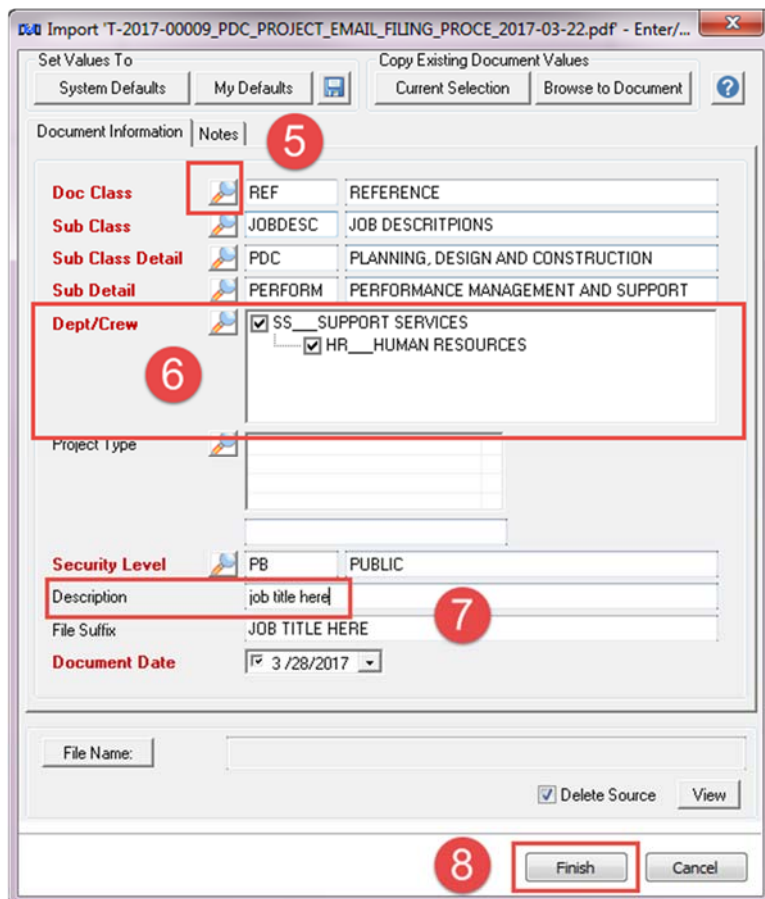 Import 'T-2017-00009_PDC_PROJECT_EMAIL_FILING_PROCE_2017-03-22.pdf' - Enter/...
Set Values To
Copy Existing Document Values
System Defaults
My Defaults
Current Selection
Browse to Document
?
Document Information
Notes
5
Doc Class REF REFERENCE
Sub Class JOBDESC JOB DESCRITPIONS
Sub Class Detail PDC PLANNING, DESIGN AND CONSTRUCTION
Sub Detail PERFORM PERFORMANCE MANAGEMENT AND SUPPORT
Dept/Crew SS___SUPPORT SERVICES
HR___HUMAN RESOURCES
6
Project Type
Security Level PB PUBLIC
Description job title here
7
File Suffix JOB TITLE HERE
Document Date 3 /28/2017
File Name:
Delete Source View
8
Finish Cancel